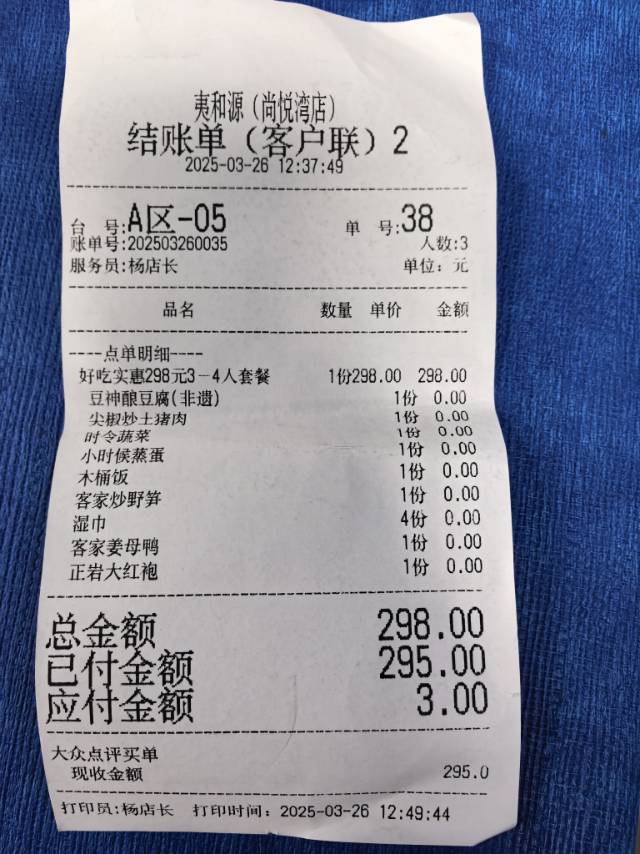 夷和源（尚悦湾店）
结账单（客户联）2
2025-03-26 12:37:49
台 号:A区-05 单 号:38
账单号:202503260035 人数:3
服务员:杨店长 单位: 元
品名 数量 单价 金额
----点单明细----
好吃实惠298元3-4人套餐 1份298.00 298.00
豆神酿豆腐(非遗) 1份 0.00
尖椒炒土猪肉 1份 0.00
时令蔬菜 1份 0.00
小时候蒸蛋 1份 0.00
木桶饭 1份 0.00
客家炒野笋 1份 0.00
湿巾 4份 0.00
客家姜母鸭 1份 0.00
正岩大红袍 1份 0.00
总金额 298.00
已付金额 295.00
应付金额 3.00
大众点评买单
现收金额 295.0
打印员:杨店长 打印时间: 2025-03-26 12:49:44